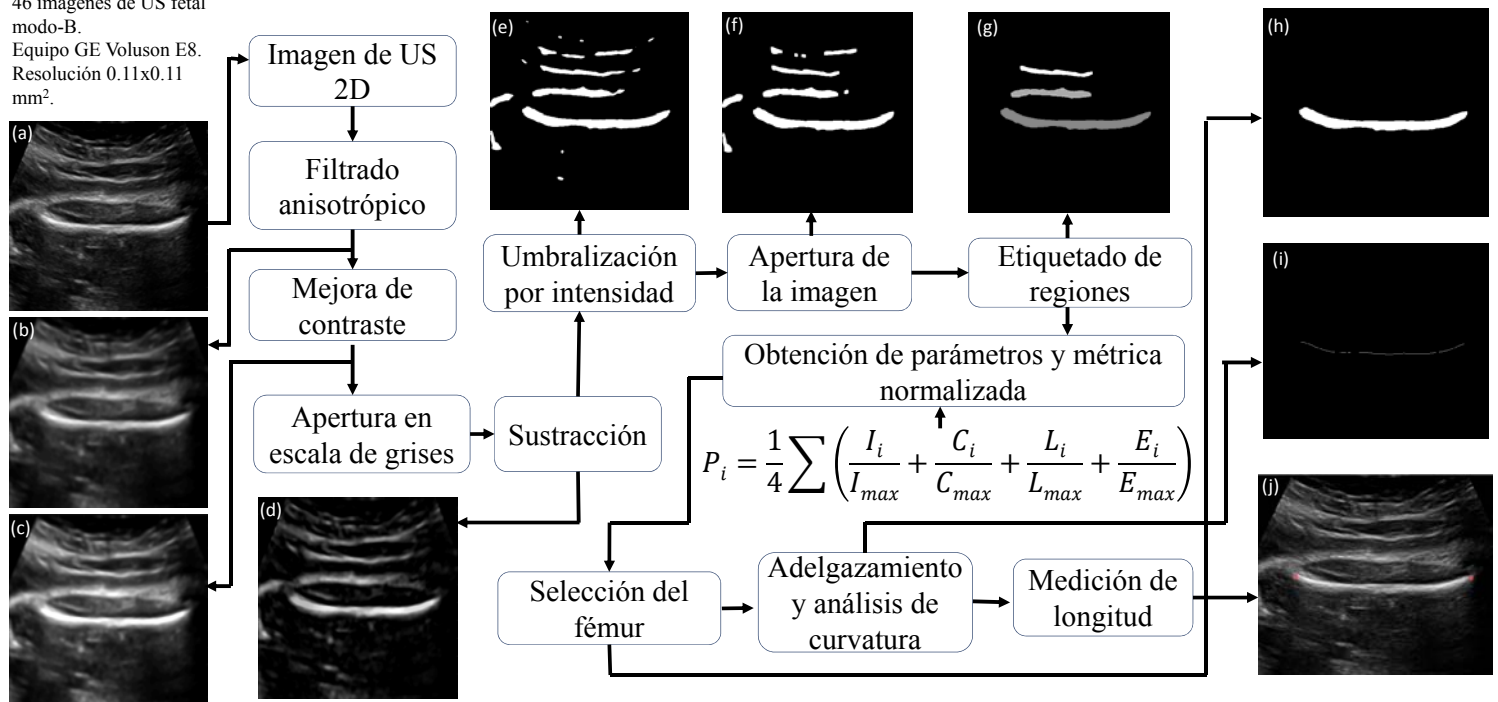 46 imágenes de US fetal
modo-B.
Equipo GE Voluson E8.
Resolución 0.11x0.11
mm².
(a)
Imagen de US
2D
Filtrado
anisotrópico
Mejora de
contraste
(b)
(c)
Apertura en
escala de grises
Sustracción
(d)
(e)
Umbralización
por intensidad
(f)
Apertura de
la imagen
(g)
Etiquetado de
regiones
Obtención de parámetros y métrica
normalizada
P_i = 1/4 ∑ (I_i/I_max + C_i/C_max + L_i/L_max + E_i/E_max)
Selección del
fémur
Adelgazamiento
y análisis de
curvatura
Medición de
longitud
(h)
(i)
(j)